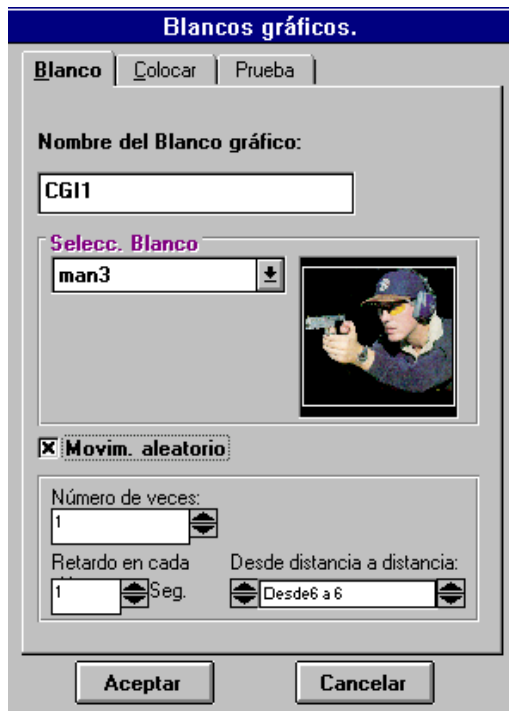 Blancos gráficos.
Blanco Colocar Prueba
Nombre del Blanco gráfico:
CGI1
Selecc. Blanco
man3
Movim. aleatorio
Número de veces:
1
Retardo en cada Desde distancia a distancia:
1 Seg. Desde6 a 6
Aceptar Cancelar